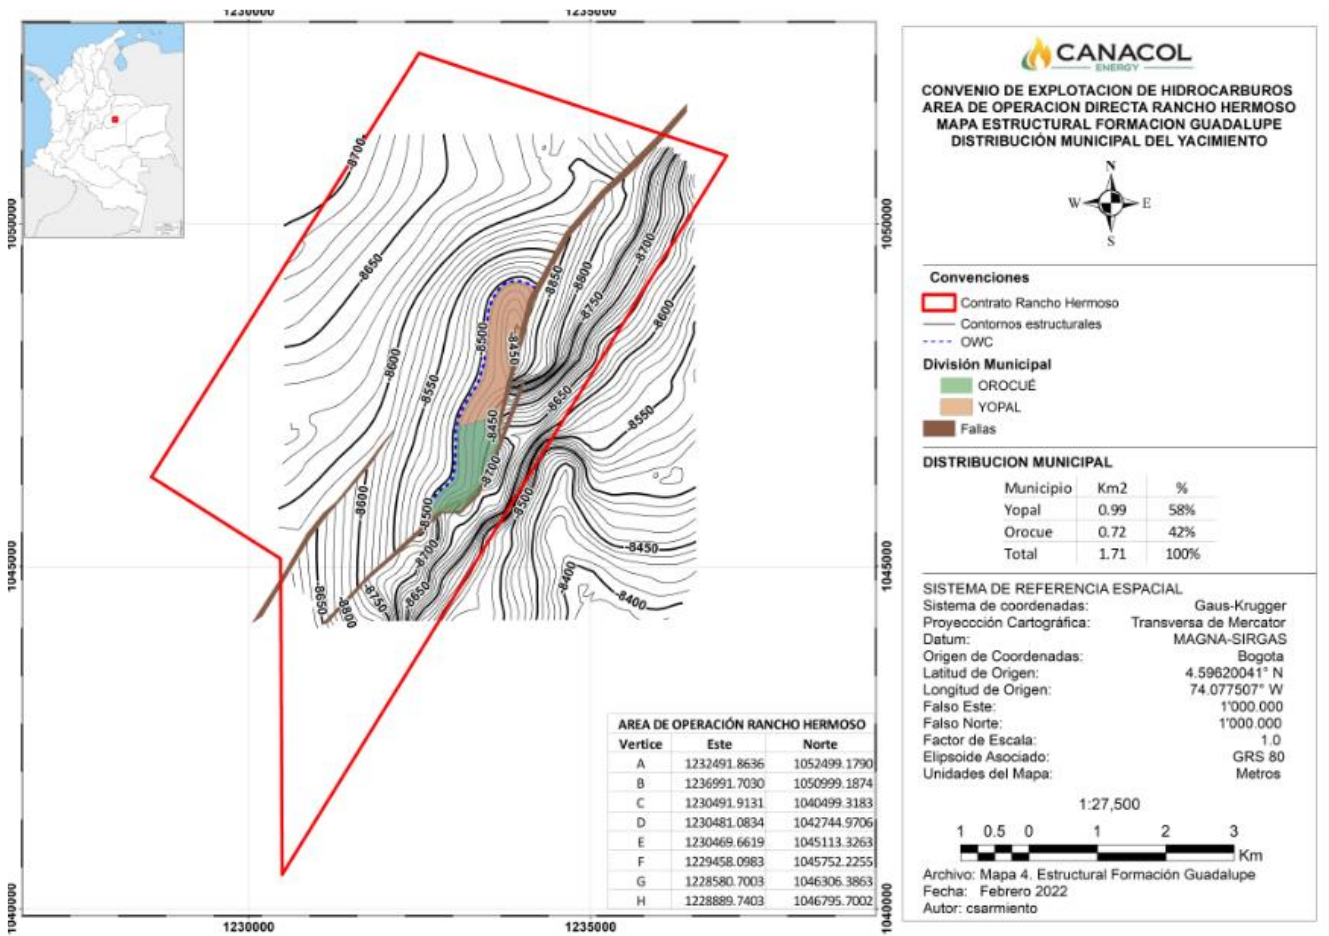 1230000
1235000
CANACOL
ENERGY
CONVENIO DE EXPLOTACION DE HIDROCARBUROS
AREA DE OPERACION DIRECTA RANCHO HERMOSO
MAPA ESTRUCTURAL FORMACION GUADALUPE
DISTRIBUCIÓN MUNICIPAL DEL YACIMIENTO
N
W E
S
Convenciones
Contrato Rancho Hermoso
Contornos estructurales
OWC
División Municipal
OROCUÉ
YOPAL
Fallas
DISTRIBUCION MUNICIPAL
Municipio Km2 %
Yopal 0.99 58%
Orocue 0.72 42%
Total 1.71 100%
SISTEMA DE REFERENCIA ESPACIAL
Sistema de coordenadas: Gaus-Krugger
Proyeccción Cartográfica: Transversa de Mercator
Datum: MAGNA-SIRGAS
Origen de Coordenadas: Bogota
Latitud de Origen: 4.59620041° N
Longitud de Origen: 74.077507° W
Falso Este: 1'000.000
Falso Norte: 1'000.000
Factor de Escala: 1.0
Elipsoide Asociado: GRS 80
Unidades del Mapa: Metros
1:27,500
1 0.5 0 1 2 3
Km
Archivo: Mapa 4. Estructural Formación Guadalupe
Fecha: Febrero 2022
Autor: csarmiento
1050000
1050000
1045000
1045000
1040000
1040000
-8700
-8650
-8700
-8850
-8800
-8750
-8600
-8500
-8450
-8600
-8550
-8650
-8550
-8450
-8700
-8600
-8500
-8500
-8700
-8450
-8400
-8400
-8650
-8800
-8750
-8650
AREA DE OPERACIÓN RANCHO HERMOSO
Vertice Este Norte
A 1232491.8636 1052499.1790
B 1236991.7030 1050999.1874
C 1230491.9131 1040499.3183
D 1230481.0834 1042744.9706
E 1230469.6619 1045113.3263
F 1229458.0983 1045752.2255
G 1228580.7003 1046306.3863
H 1228889.7403 1046795.7002
1230000
1235000